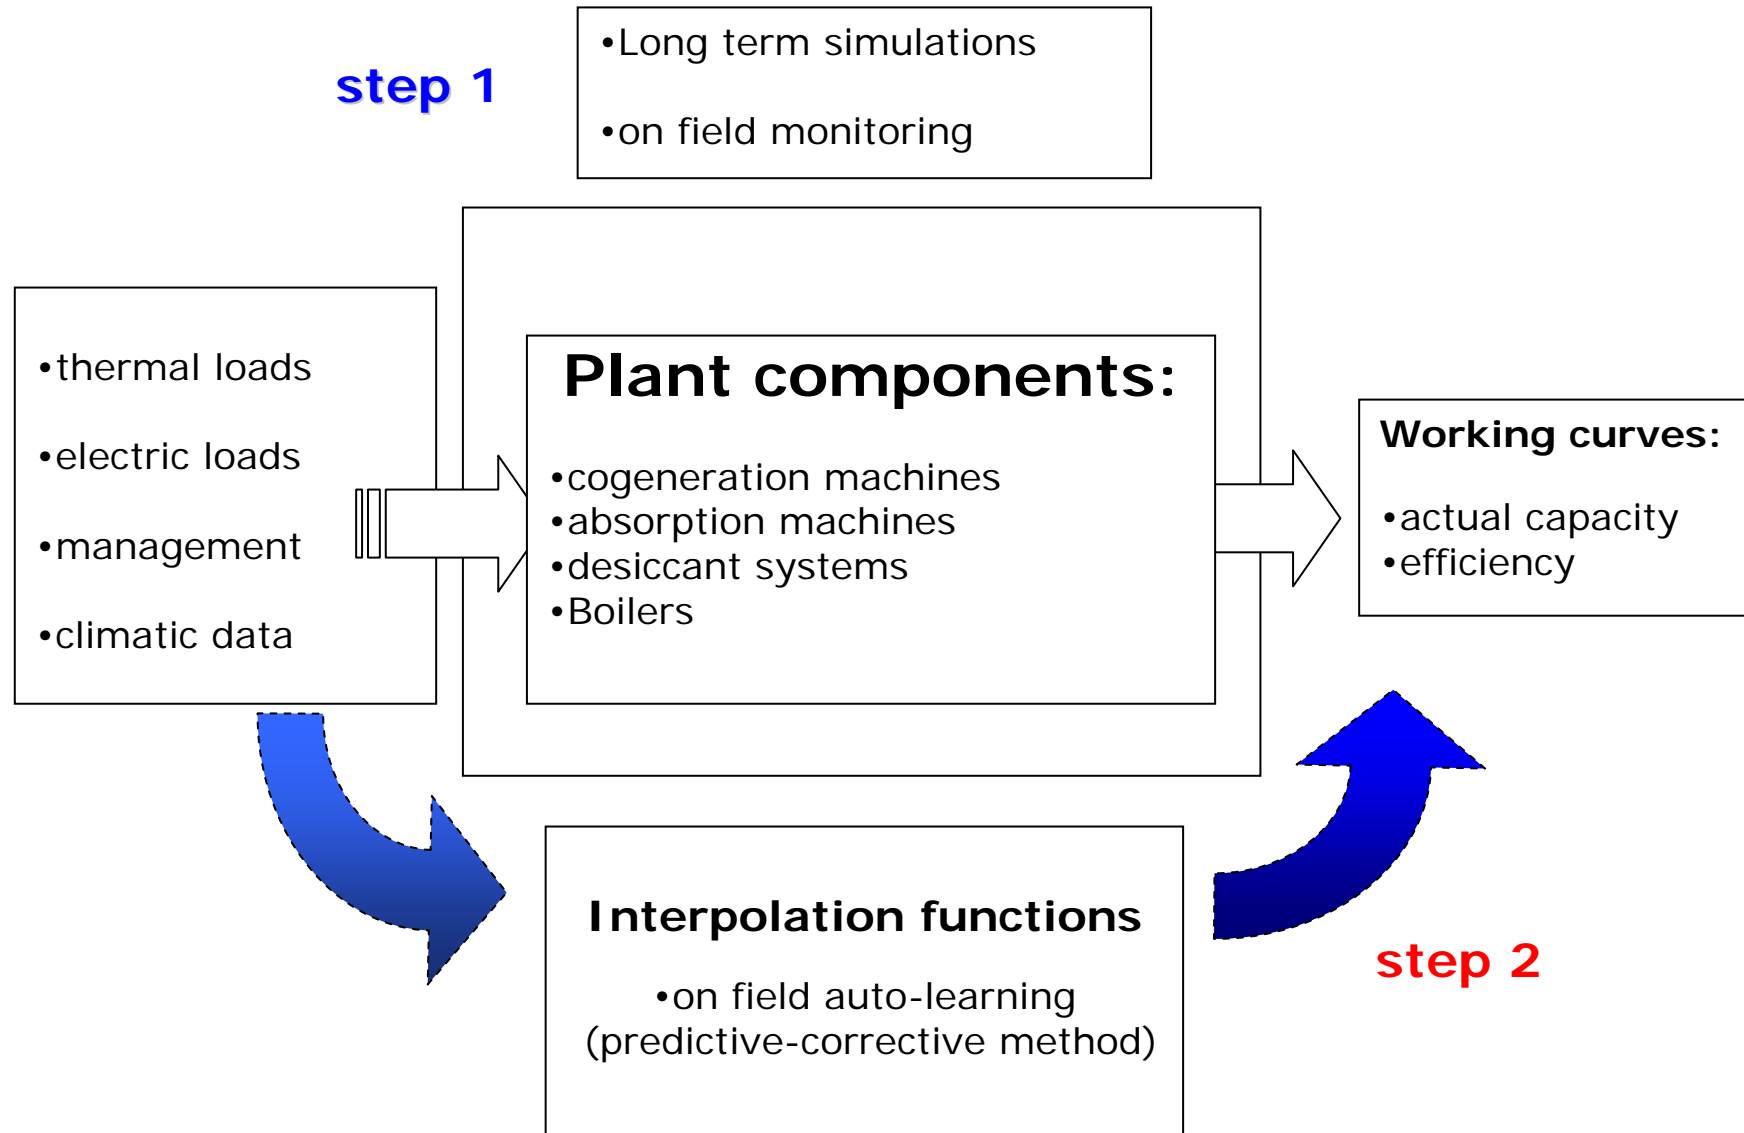 •Long term simulations
step 1
•on field monitoring
•thermal loads
•electric loads
•management
•climatic data
Plant components:
•cogeneration machines
•absorption machines
•desiccant systems
•Boilers
Working curves:
•actual capacity
•efficiency
Interpolation functions
•on field auto-learning
(predictive-corrective method)
step 2